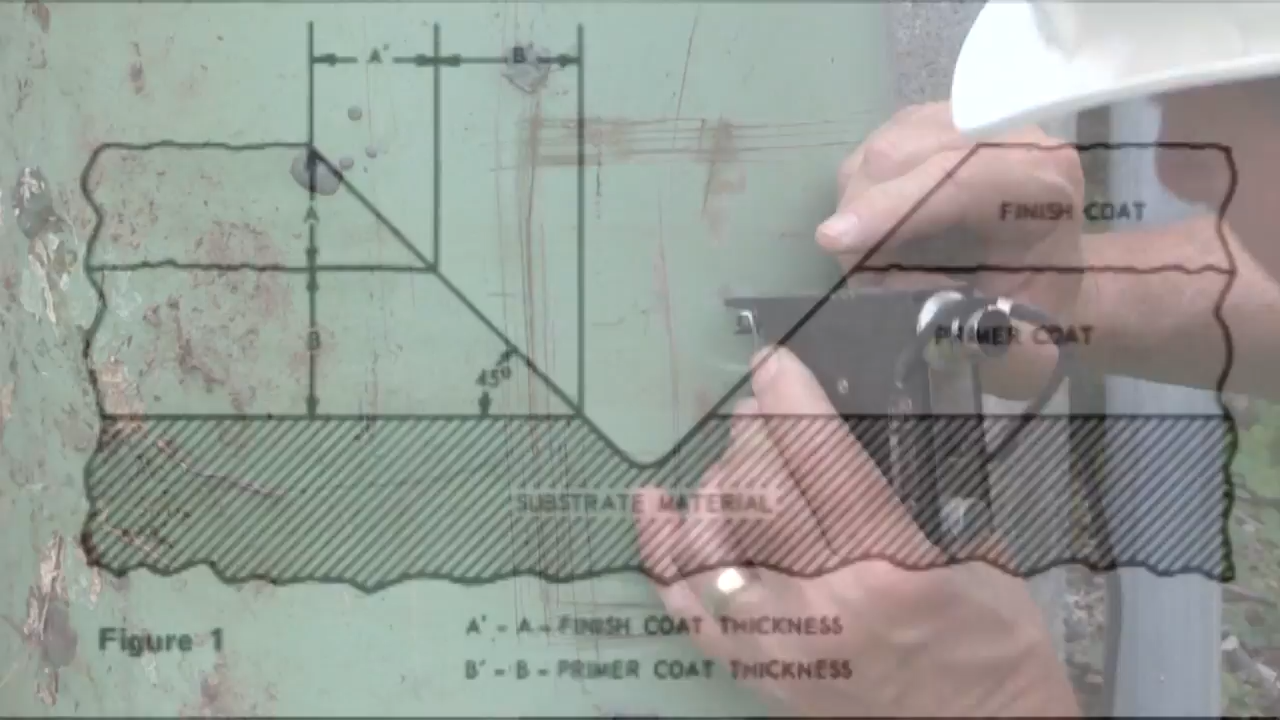 A' B'
A
FINISH COAT
B
PRIMER COAT
45°
SUBSTRATE MATERIAL
Figure 1
A' - A - FINISH COAT THICKNESS
B' - B - PRIMER COAT THICKNESS